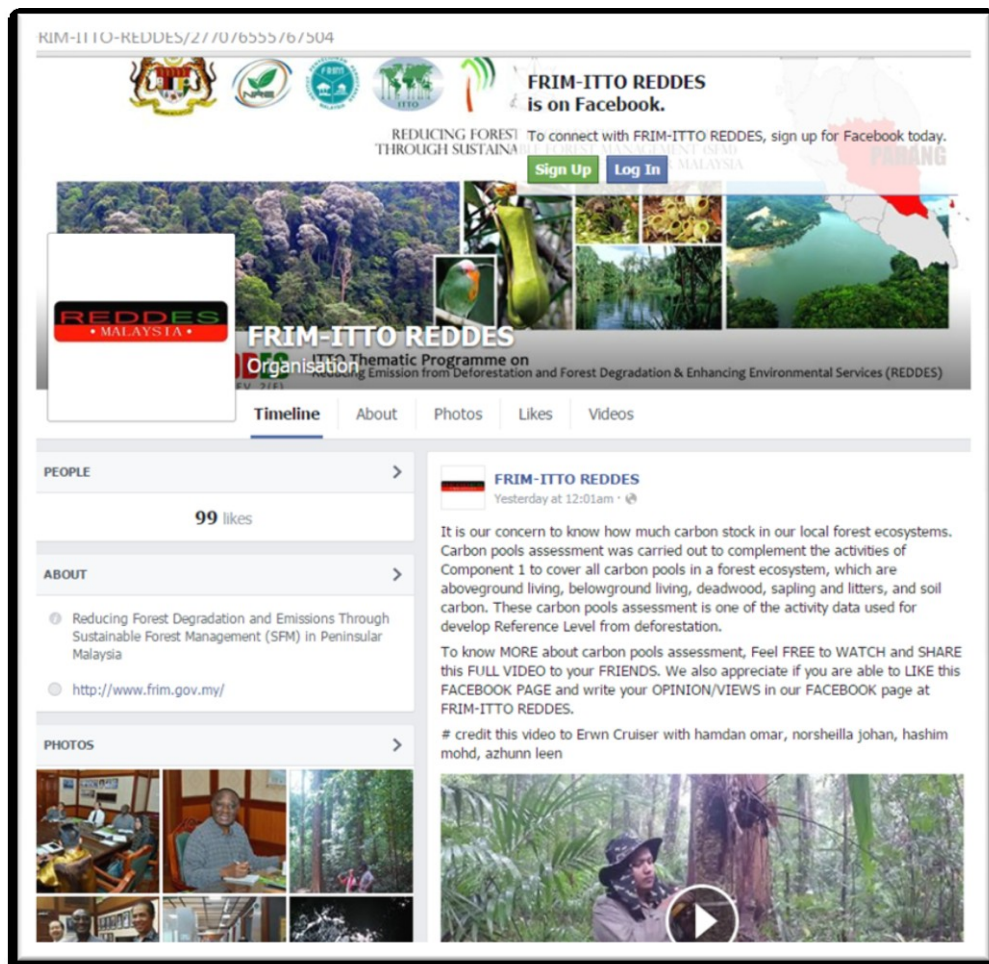 RIM-ITTO-REDDES/277076555767504
NRE
FRIM
ITTO
FRIM-ITTO REDDES
is on Facebook.
To connect with FRIM-ITTO REDDES, sign up for Facebook today.
Sign Up
Log In
REDUCING FOREST
THROUGH SUSTAINABLE FOREST MANAGEMENT (SFM)
MALAYSIA
PAHANG
REDDES
• MALAYSIA •
FRIM-ITTO REDDES
Organisation
ITTO Thematic Programme on
Reducing Emission from Deforestation and Forest Degradation & Enhancing Environmental Services (REDDES)
Timeline
About
Photos
Likes
Videos
PEOPLE
99 likes
ABOUT
Reducing Forest Degradation and Emissions Through
Sustainable Forest Management (SFM) in Peninsular
Malaysia
http://www.frim.gov.my/
PHOTOS
FRIM-ITTO REDDES
Yesterday at 12:01am ·
It is our concern to know how much carbon stock in our local forest ecosystems.
Carbon pools assessment was carried out to complement the activities of
Component 1 to cover all carbon pools in a forest ecosystem, which are
aboveground living, belowground living, deadwood, sapling and litters, and soil
carbon. These carbon pools assessment is one of the activity data used for
develop Reference Level from deforestation.
To know MORE about carbon pools assessment, Feel FREE to WATCH and SHARE
this FULL VIDEO to your FRIENDS. We also appreciate if you are able to LIKE this
FACEBOOK PAGE and write your OPINION/VIEWS in our FACEBOOK page at
FRIM-ITTO REDDES.
# credit this video to Erwn Cruiser with hamdan omar, norsheilla johan, hashim
mohd, azhunn leen